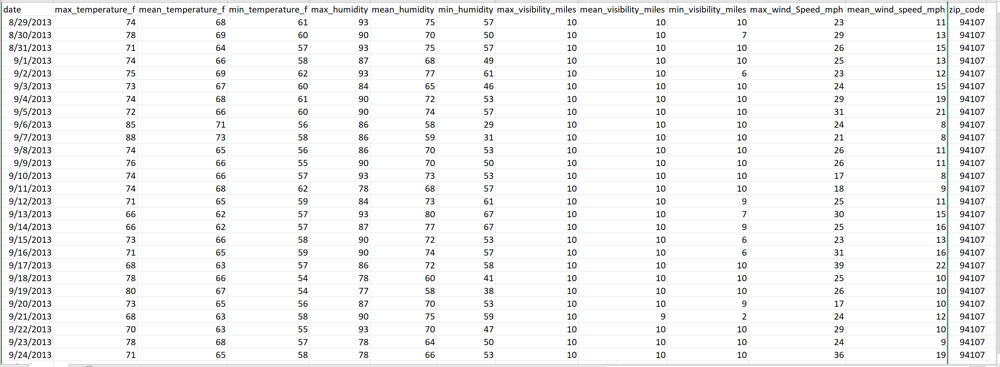 date max_temperature_f mean_temperature_f min_temperature_f max_humidity mean_humidity min_humidity max_visibility_miles mean_visibility_miles min_visibility_miles max_wind_Speed_mph mean_wind_speed_mph zip_code
8/29/2013 74 68 61 93 75 57 10 10 10 23 11 94107
8/30/2013 78 69 60 90 70 50 10 10 7 29 13 94107
8/31/2013 71 64 57 93 75 57 10 10 10 26 15 94107
9/1/2013 74 66 58 87 68 49 10 10 10 25 13 94107
9/2/2013 75 69 62 93 77 61 10 10 6 23 12 94107
9/3/2013 73 67 60 84 65 46 10 10 10 24 15 94107
9/4/2013 74 68 61 90 72 53 10 10 10 29 19 94107
9/5/2013 72 66 60 90 74 57 10 10 10 31 21 94107
9/6/2013 85 71 56 86 58 29 10 10 10 24 8 94107
9/7/2013 88 73 58 86 59 31 10 10 10 21 8 94107
9/8/2013 74 65 56 86 70 53 10 10 10 26 11 94107
9/9/2013 76 66 55 90 70 50 10 10 10 26 11 94107
9/10/2013 74 66 57 93 73 53 10 10 10 17 8 94107
9/11/2013 74 68 62 78 68 57 10 10 10 18 9 94107
9/12/2013 71 65 59 84 73 61 10 10 9 25 11 94107
9/13/2013 66 62 57 93 80 67 10 10 7 30 15 94107
9/14/2013 66 62 57 87 77 67 10 10 9 25 16 94107
9/15/2013 73 66 58 90 72 53 10 10 6 23 13 94107
9/16/2013 71 65 59 90 74 57 10 10 6 31 16 94107
9/17/2013 68 63 57 86 72 58 10 10 10 39 22 94107
9/18/2013 78 66 54 78 60 41 10 10 10 25 10 94107
9/19/2013 80 67 54 77 58 38 10 10 10 26 10 94107
9/20/2013 73 65 56 87 70 53 10 10 9 17 10 94107
9/21/2013 68 63 58 90 75 59 10 9 2 24 12 94107
9/22/2013 70 63 55 93 70 47 10 10 10 29 10 94107
9/23/2013 78 68 57 78 64 50 10 10 10 24 9 94107
9/24/2013 71 65 58 78 66 53 10 10 10 36 19 94107